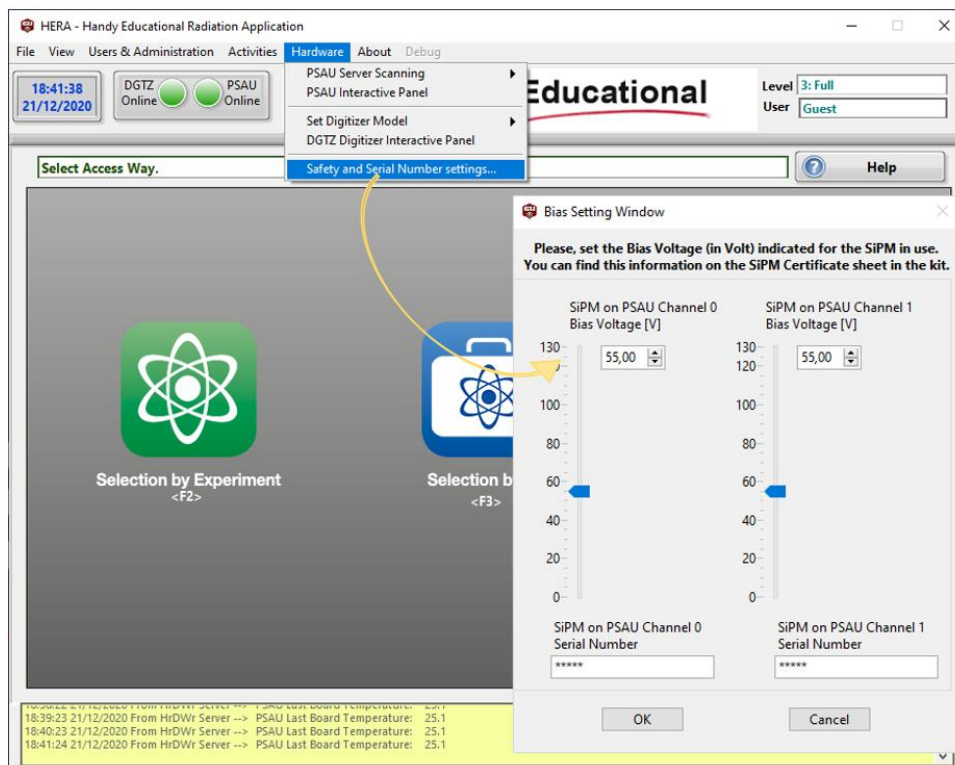 HERA - Handy Educational Radiation Application
File View Users & Administration Activities Hardware About Debug
18:41:38
21/12/2020
DGTZ
Online
PSAU
Online
PSAU Server Scanning
PSAU Interactive Panel
Set Digitizer Model
DGTZ Digitizer Interactive Panel
Safety and Serial Number settings...
Educational
Level 3: Full
User Guest
Select Access Way.
Help
Selection by Experiment
<F2>
Selection b
<F3>
Bias Setting Window
Please, set the Bias Voltage (in Volt) indicated for the SiPM in use.
You can find this information on the SiPM Certificate sheet in the kit.
SiPM on PSAU Channel 0
Bias Voltage [V]
130
55,00
100
80
60
40
20
0
SiPM on PSAU Channel 0
Serial Number
*****
SiPM on PSAU Channel 1
Bias Voltage [V]
130
55,00
120
100
80
60
40
20
0
SiPM on PSAU Channel 1
Serial Number
*****
OK
Cancel
18:39:23 21/12/2020 From HrDWr Server --> PSAU Last Board Temperature: 25.1
18:40:23 21/12/2020 From HrDWr Server --> PSAU Last Board Temperature: 25.1
18:41:24 21/12/2020 From HrDWr Server --> PSAU Last Board Temperature: 25.1